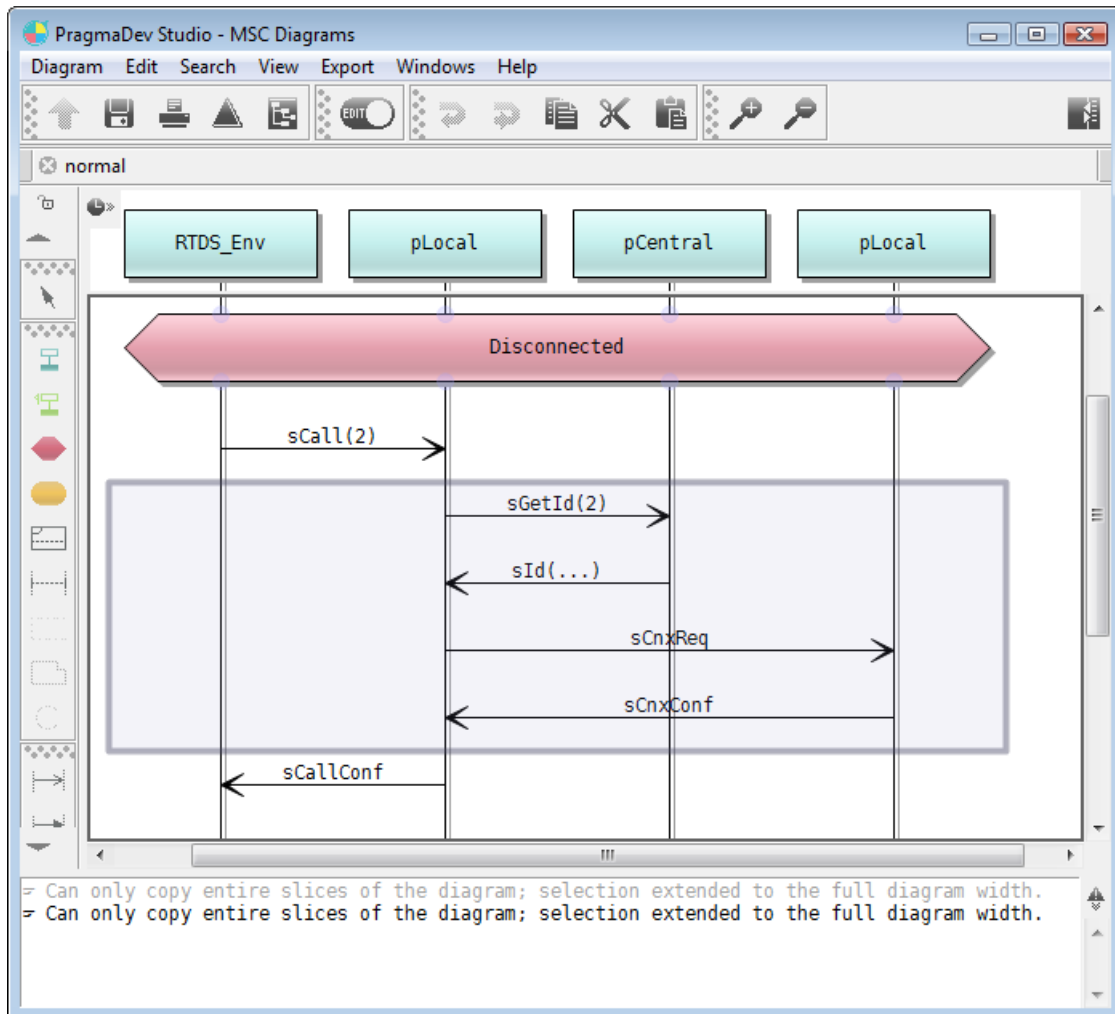 PragmaDev Studio - MSC Diagrams
Diagram Edit Search View Export Windows Help
EDIT
normal
RTDS_Env pLocal pCentral pLocal
Disconnected
sCall(2)
sGetId(2)
sId(...)
sCnxReq
sCnxConf
sCallConf
Can only copy entire slices of the diagram; selection extended to the full diagram width.
Can only copy entire slices of the diagram; selection extended to the full diagram width.